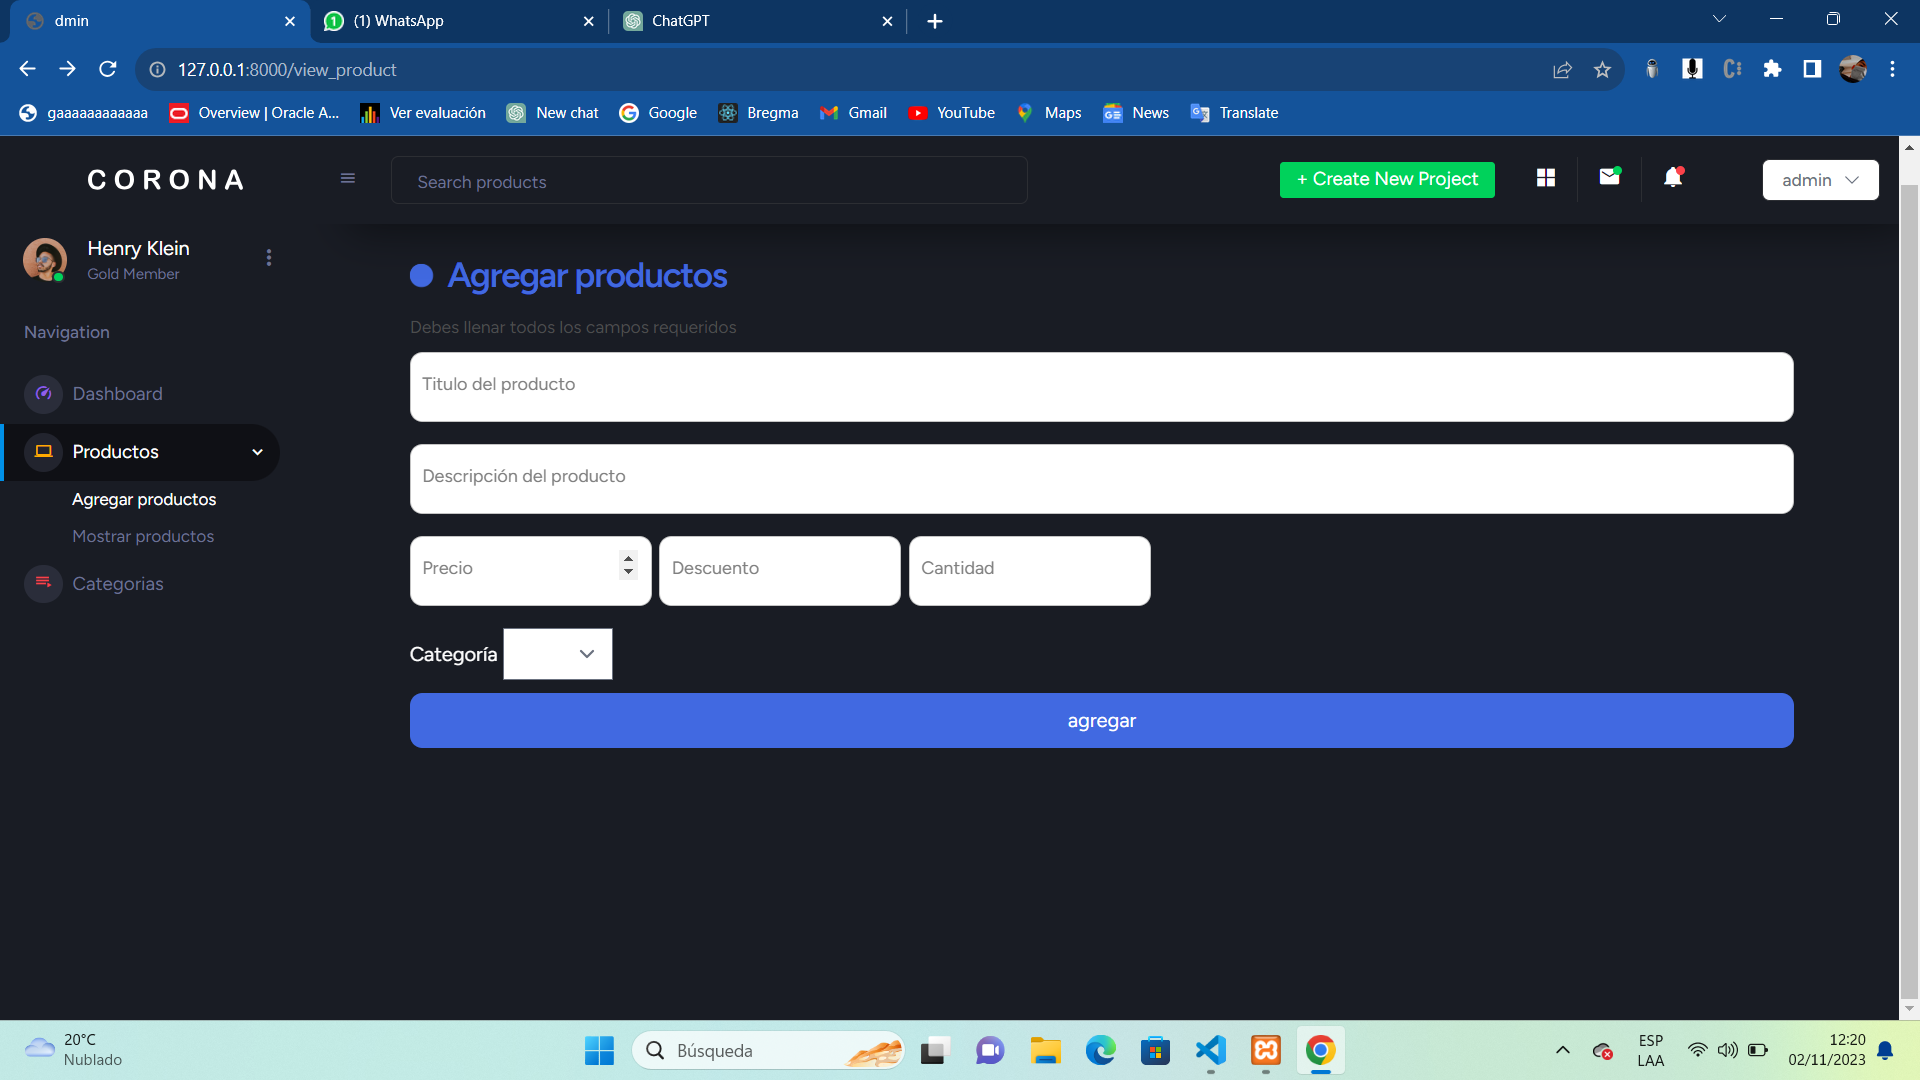 dmin
(1) WhatsApp
ChatGPT
127.0.0.1:8000/view_product
gaaaaaaaaaaaa
Overview | Oracle A...
Ver evaluación
New chat
Google
Bregma
Gmail
YouTube
Maps
News
Translate
CORONA
Search products
+ Create New Project
admin
Henry Klein
Gold Member
Navigation
Dashboard
Productos
Agregar productos
Mostrar productos
Categorias
Agregar productos
Debes llenar todos los campos requeridos
Titulo del producto
Descripción del producto
Precio
Descuento
Cantidad
Categoría
agregar
20°C
Nublado
Búsqueda
ESP
LAA
12:20
02/11/2023